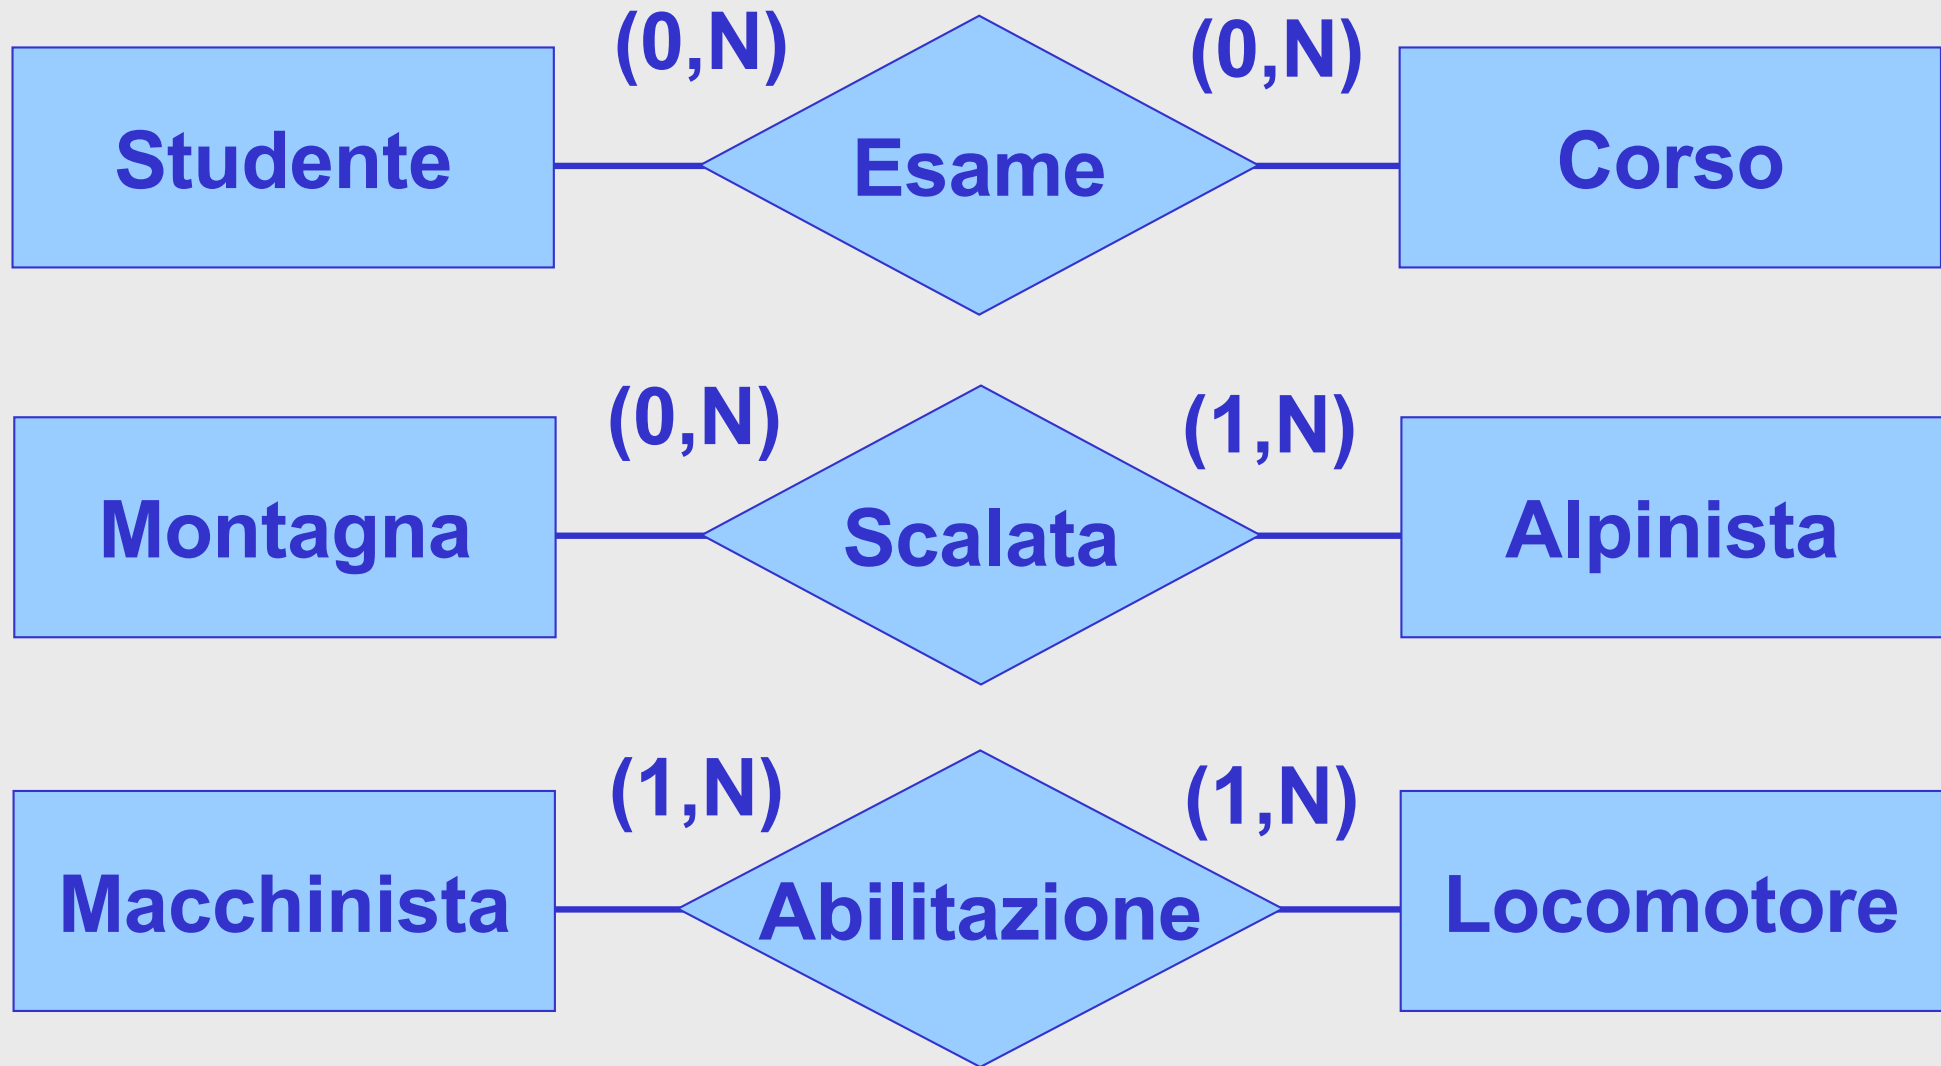 (0,N) (0,N)
Studente Esame Corso
(0,N) (1,N)
Montagna Scalata Alpinista
(1,N) (1,N)
Macchinista Abilitazione Locomotore